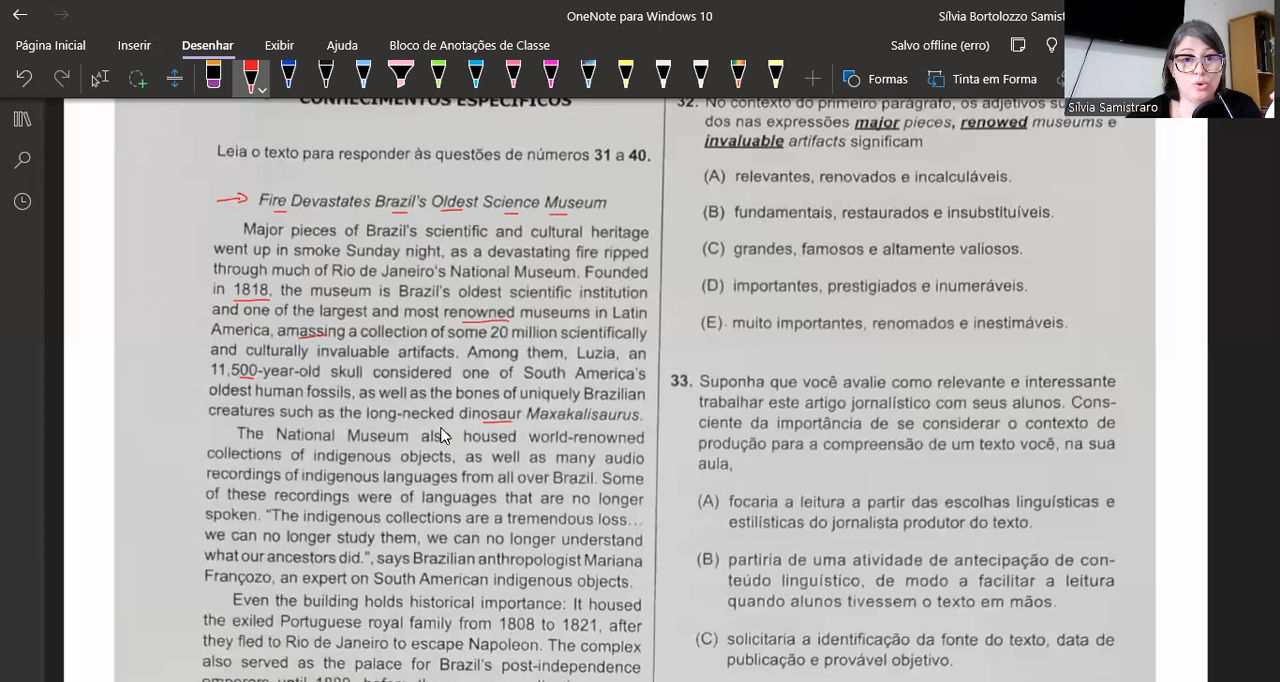 OneNote para Windows 10
Sílvia Bortolozzo Samist
Página Inicial
Inserir
Desenhar
Exibir
Ajuda
Bloco de Anotações de Classe
Salvo offline (erro)
Formas
Tinta em Forma
Sílvia Samistraro
CONHECIMENTOS ESPECÍFICOS
Leia o texto para responder às questões de números 31 a 40.
Fire Devastates Brazil's Oldest Science Museum
Major pieces of Brazil's scientific and cultural heritage
went up in smoke Sunday night, as a devastating fire ripped
through much of Rio de Janeiro's National Museum. Founded
in 1818, the museum is Brazil's oldest scientific institution
and one of the largest and most renowned museums in Latin
America, amassing a collection of some 20 million scientifically
and culturally invaluable artifacts. Among them, Luzia, an
11,500-year-old skull considered one of South America's
oldest human fossils, as well as the bones of uniquely Brazilian
creatures such as the long-necked dinosaur Maxakalisaurus.
The National Museum also housed world-renowned
collections of indigenous objects, as well as many audio
recordings of indigenous languages from all over Brazil. Some
of these recordings were of languages that are no longer
spoken. "The indigenous collections are a tremendous loss...
we can no longer study them, we can no longer understand
what our ancestors did.", says Brazilian anthropologist Mariana
Françozo, an expert on South American indigenous objects.
Even the building holds historical importance: It housed
the exiled Portuguese royal family from 1808 to 1821, after
they fled to Rio de Janeiro to escape Napoleon. The complex
also served as the palace for Brazil's post-independence
32. No contexto do primeiro parágrafo, os adjetivos su
dos nas expressões major pieces, renowed museums e
invaluable artifacts significam
(A) relevantes, renovados e incalculáveis.
(B) fundamentais, restaurados e insubstituíveis.
(C) grandes, famosos e altamente valiosos.
(D) importantes, prestigiados e inumeráveis.
(E) muito importantes, renomados e inestimáveis.
33. Suponha que você avalie como relevante e interessante
trabalhar este artigo jornalístico com seus alunos. Cons-
ciente da importância de se considerar o contexto de
produção para a compreensão de um texto você, na sua
aula,
(A) focaria a leitura a partir das escolhas linguísticas e
estilísticas do jornalista produtor do texto.
(B) partiria de uma atividade de antecipação de con-
teúdo linguístico, de modo a facilitar a leitura
quando alunos tivessem o texto em mãos.
(C) solicitaria a identificação da fonte do texto, data de
publicação e provável objetivo.